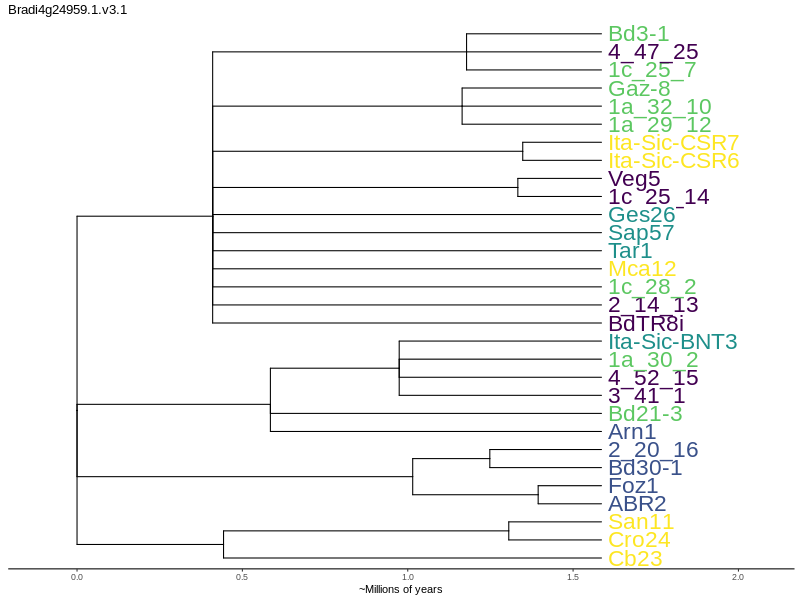 Bradi4g24959.1.v3.1
Bd3-1
4_47_25
1c_25_7
Gaz-8
1a_32_10
1a_29_12
Ita-Sic-CSR7
Ita-Sic-CSR6
Veg5
1c_25_14
Ges26
Sap57
Tar1
Mca12
1c_28_2
2_14_13
BdTR8i
Ita-Sic-BNT3
1a_30_2
4_52_15
3_41_1
Bd21-3
Arn1
2_20_16
Bd30-1
Foz1
ABR2
San11
Cro24
Cb23
0.0 0.5 1.0 1.5 2.0
~Millions of years